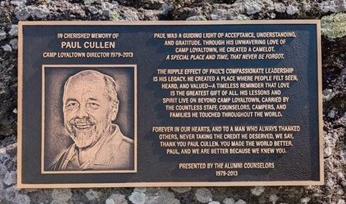 IN CHERISHED MEMORY OF
PAUL CULLEN
CAMP LOYALTOWN DIRECTOR 1979-2013
PAUL WAS A GUIDING LIGHT OF ACCEPTANCE, UNDERSTANDING,
AND GRATITUDE. THROUGH HIS UNWAVERING LOVE OF
CAMP LOYALTOWN, HE CREATED A CAMELOT.
A SPECIAL PLACE AND TIME, THAT NEVER BE FORGOT.
THE RIPPLE EFFECT OF PAUL'S COMPASSIONATE LEADERSHIP
IS HIS LEGACY. HE CREATED A PLACE WHERE PEOPLE FELT SEEN,
HEARD, AND VALUED—A TIMELESS REMINDER THAT LOVE
IS THE GREATEST GIFT OF ALL. HIS LESSONS AND
SPIRIT LIVE ON BEYOND CAMP LOYALTOWN, CARRIED BY
THE COUNTLESS STAFF, COUNSELORS, CAMPERS, AND
FAMILIES HE TOUCHED THROUGHOUT THE WORLD.
FOREVER IN OUR HEARTS, AND TO A MAN WHO ALWAYS THANKED
OTHERS, NEVER TAKING THE CREDIT HE DESERVED, WE SAY,
THANK YOU PAUL CULLEN. YOU MADE THE WORLD BETTER,
PAUL, AND WE ARE BETTER BECAUSE WE KNEW YOU.
PRESENTED BY THE ALUMNI COUNSELORS
1979-2013